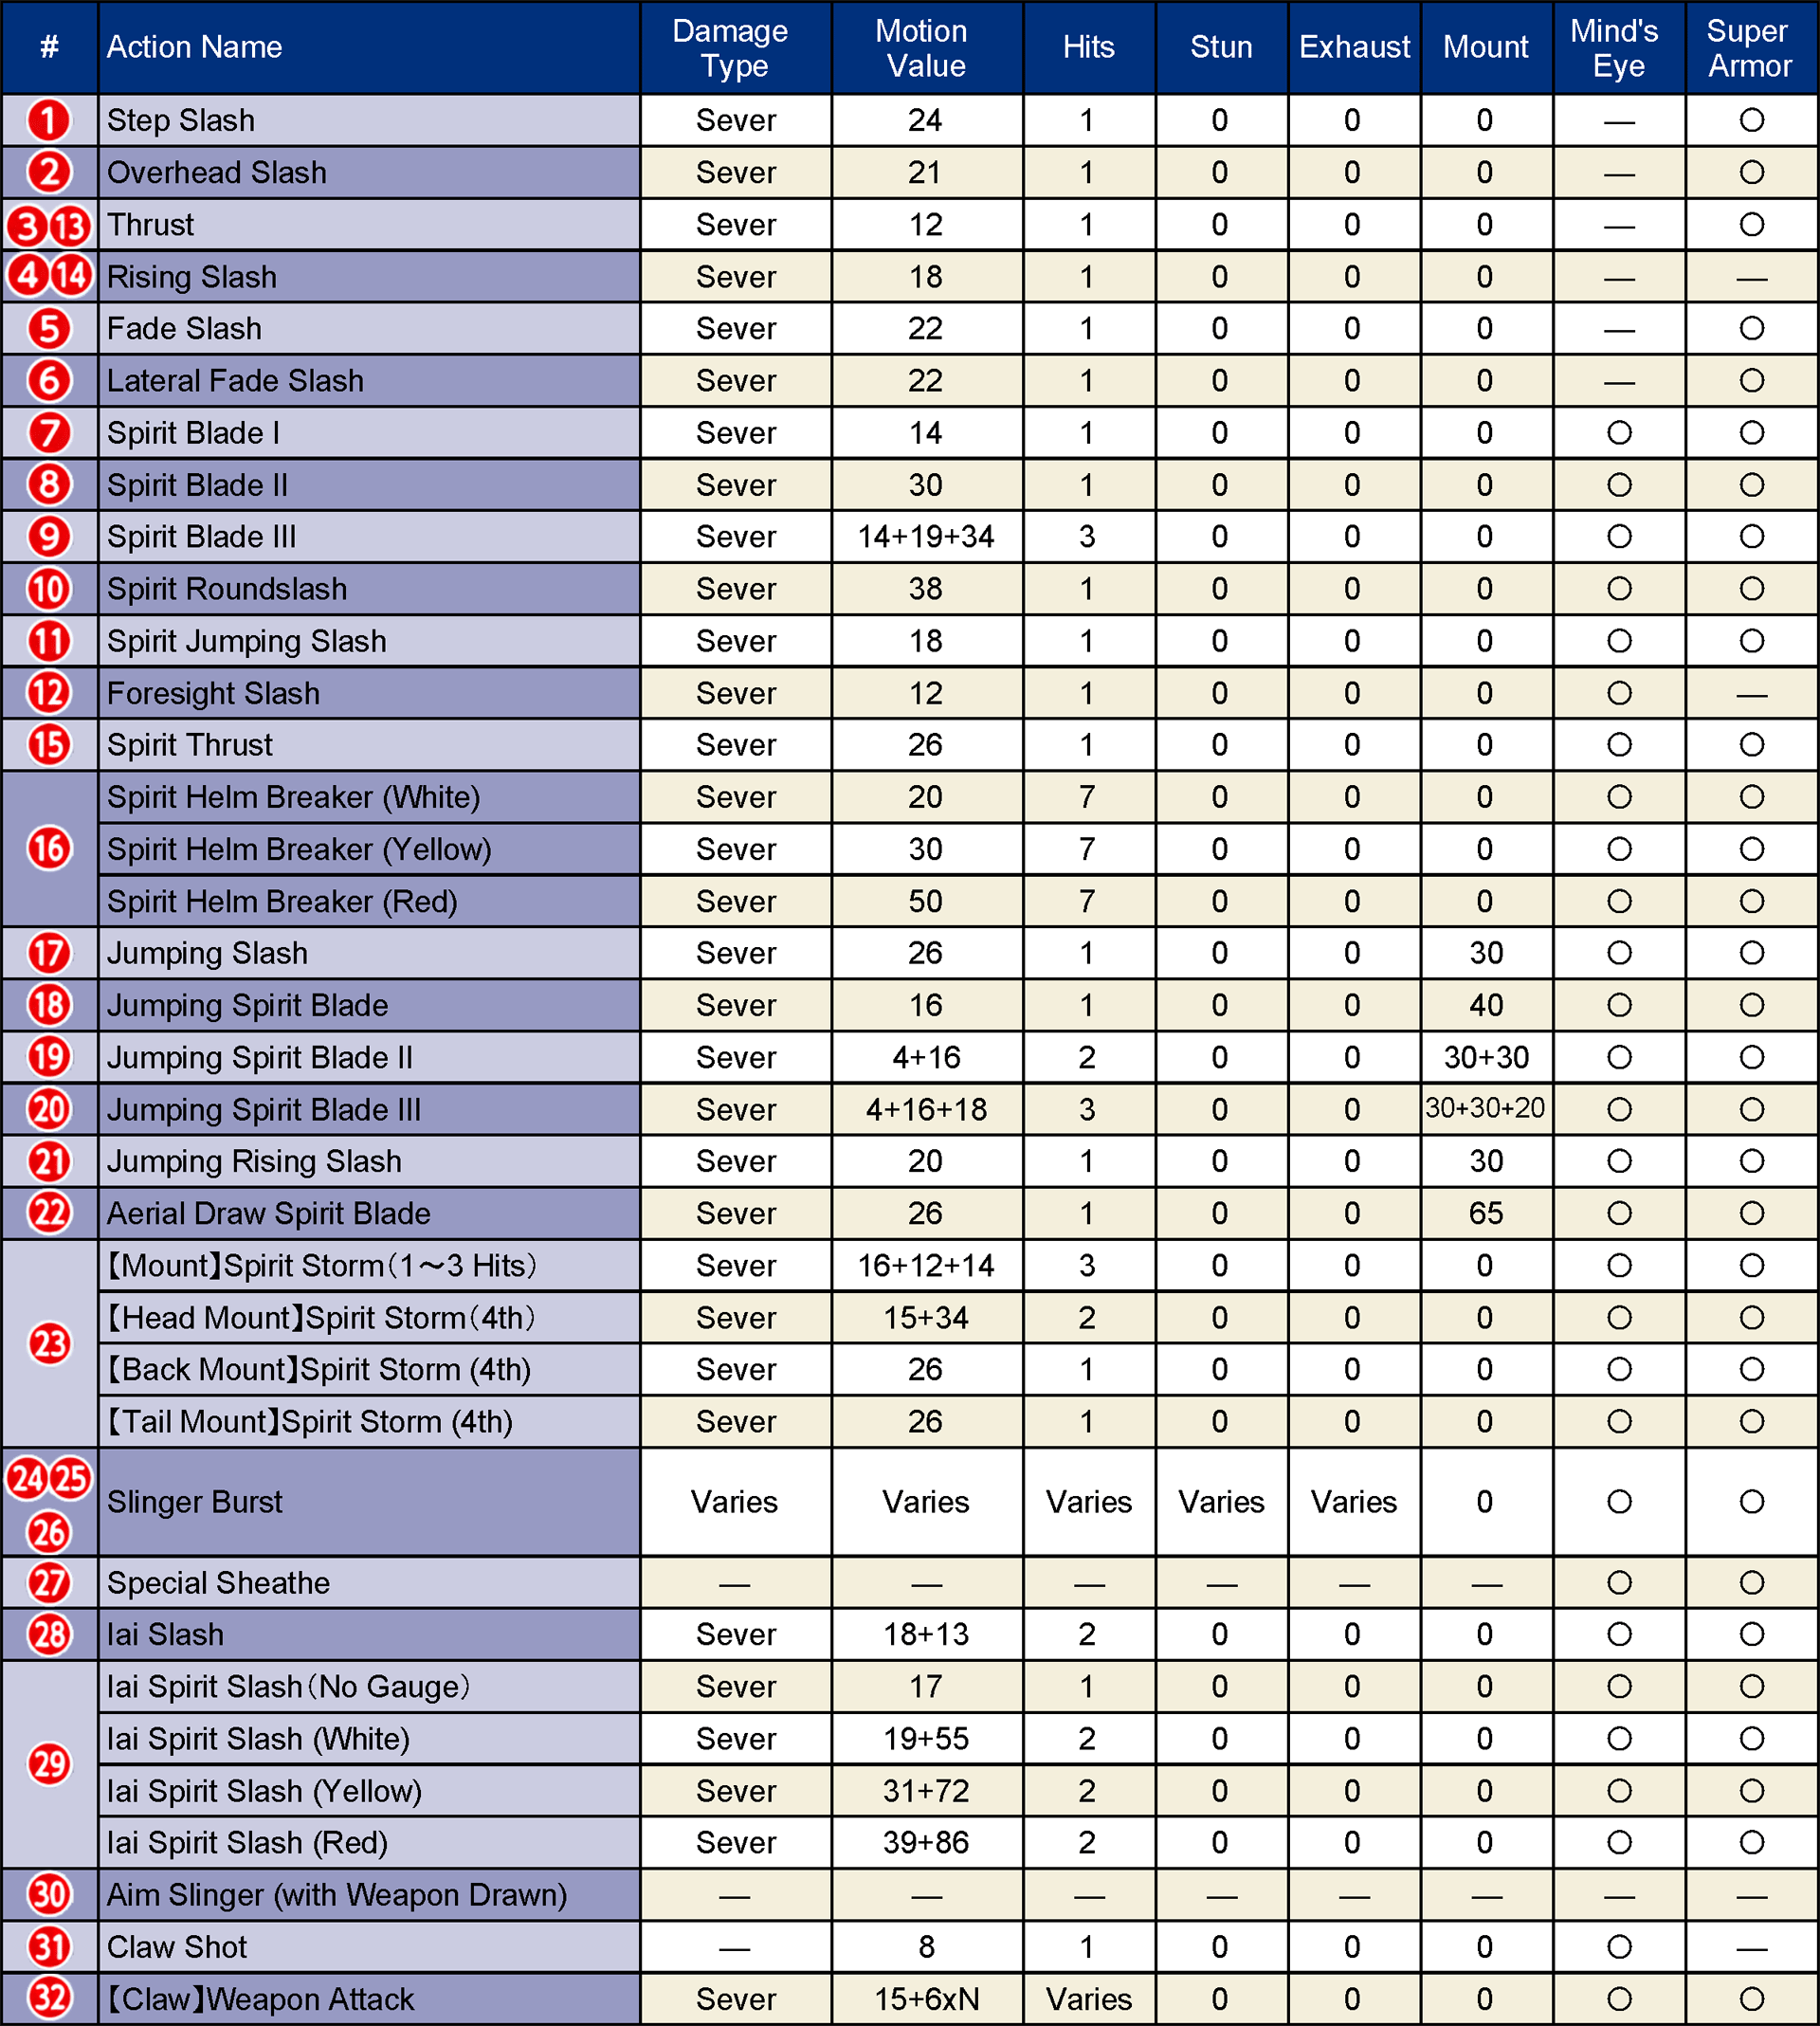 # Action Name Damage Type Motion Value Hits Stun Exhaust Mount Mind's Eye Super Armor
1 Step Slash Sever 24 1 0 0 0 — ○
2 Overhead Slash Sever 21 1 0 0 0 — ○
3 13 Thrust Sever 12 1 0 0 0 — ○
4 14 Rising Slash Sever 18 1 0 0 0 — —
5 Fade Slash Sever 22 1 0 0 0 — ○
6 Lateral Fade Slash Sever 22 1 0 0 0 — ○
7 Spirit Blade I Sever 14 1 0 0 0 ○ ○
8 Spirit Blade II Sever 30 1 0 0 0 ○ ○
9 Spirit Blade III Sever 14+19+34 3 0 0 0 ○ ○
10 Spirit Roundslash Sever 38 1 0 0 0 ○ ○
11 Spirit Jumping Slash Sever 18 1 0 0 0 ○ ○
12 Foresight Slash Sever 12 1 0 0 0 ○ —
15 Spirit Thrust Sever 26 1 0 0 0 ○ ○
16 Spirit Helm Breaker (White) Sever 20 7 0 0 0 ○ ○
Spirit Helm Breaker (Yellow) Sever 30 7 0 0 0 ○ ○
Spirit Helm Breaker (Red) Sever 50 7 0 0 0 ○ ○
17 Jumping Slash Sever 26 1 0 0 30 ○ ○
18 Jumping Spirit Blade Sever 16 1 0 0 40 ○ ○
19 Jumping Spirit Blade II Sever 4+16 2 0 0 30+30 ○ ○
20 Jumping Spirit Blade III Sever 4+16+18 3 0 0 30+30+20 ○ ○
21 Jumping Rising Slash Sever 20 1 0 0 30 ○ ○
22 Aerial Draw Spirit Blade Sever 26 1 0 0 65 ○ ○
23 【Mount】Spirit Storm（1～3 Hits） Sever 16+12+14 3 0 0 0 ○ ○
【Head Mount】Spirit Storm（4th） Sever 15+34 2 0 0 0 ○ ○
【Back Mount】Spirit Storm (4th) Sever 26 1 0 0 0 ○ ○
【Tail Mount】Spirit Storm (4th) Sever 26 1 0 0 0 ○ ○
24 25 26 Slinger Burst Varies Varies Varies Varies Varies 0 ○ ○
27 Special Sheathe — — — — — — ○ ○
28 Iai Slash Sever 18+13 2 0 0 0 ○ ○
29 Iai Spirit Slash（No Gauge） Sever 17 1 0 0 0 ○ ○
Iai Spirit Slash (White) Sever 19+55 2 0 0 0 ○ ○
Iai Spirit Slash (Yellow) Sever 31+72 2 0 0 0 ○ ○
Iai Spirit Slash (Red) Sever 39+86 2 0 0 0 ○ ○
30 Aim Slinger (with Weapon Drawn) — — — — — — — —
31 Claw Shot — 8 1 0 0 0 ○ —
32 【Claw】Weapon Attack Sever 15+6xN Varies 0 0 0 ○ ○